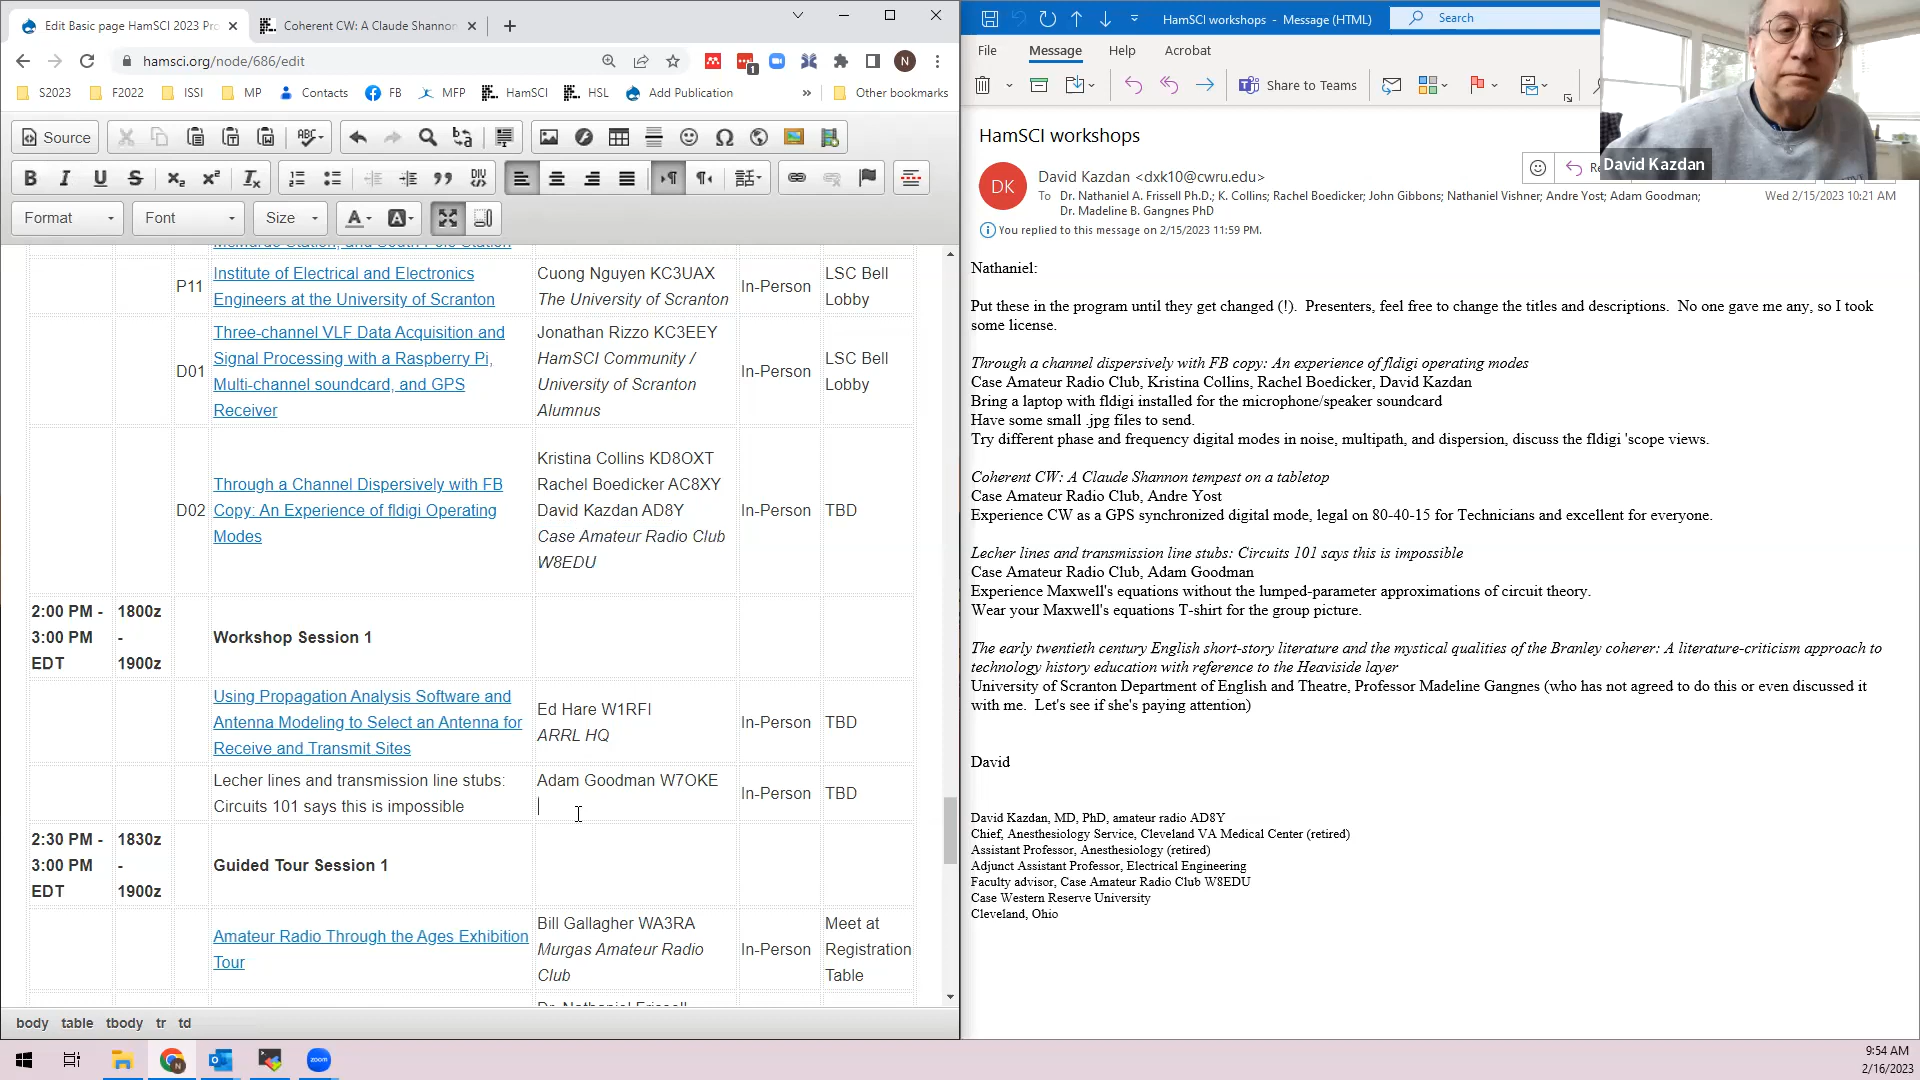 Edit Basic page HamSCI 2023 Pro
Coherent CW: A Claude Shannon
HamSCI workshops - Message (HTML)
Search
hamsci.org/node/686/edit
1
N
File
Message
Help
Acrobat
S2023
F2022
ISSI
MP
Contacts
FB
MFP
HamSCI
HSL
Add Publication
»
Other bookmarks
Share to Teams
Source
ABC
HamSCI workshops
David Kazdan
B I U S x₂ x² Ix
DIV
Format
Font
Size
A
A
DK
David Kazdan <dxk10@cwru.edu>
To Dr. Nathaniel A. Frissell Ph.D.; K. Collins; Rachel Boedicker; John Gibbons; Nathaniel Vishner; Andre Yost; Adam Goodman;
Dr. Madeline B. Gangnes PhD
Wed 2/15/2023 10:21 AM
You replied to this message on 2/15/2023 11:59 PM.
McMurdo Station, and South Pole Station
P11
Institute of Electrical and Electronics
Engineers at the University of Scranton
Cuong Nguyen KC3UAX
The University of Scranton
In-Person
LSC Bell
Lobby
D01
Three-channel VLF Data Acquisition and
Signal Processing with a Raspberry Pi,
Multi-channel soundcard, and GPS
Receiver
Jonathan Rizzo KC3EEY
HamSCI Community /
University of Scranton
Alumnus
In-Person
LSC Bell
Lobby
D02
Through a Channel Dispersively with FB
Copy: An Experience of fldigi Operating
Modes
Kristina Collins KD8OXT
Rachel Boedicker AC8XY
David Kazdan AD8Y
Case Amateur Radio Club
W8EDU
In-Person
TBD
2:00 PM -
3:00 PM
EDT
1800z
-
1900z
Workshop Session 1
Using Propagation Analysis Software and
Antenna Modeling to Select an Antenna for
Receive and Transmit Sites
Ed Hare W1RFI
ARRL HQ
In-Person
TBD
Lecher lines and transmission line stubs:
Circuits 101 says this is impossible
Adam Goodman W7OKE
In-Person
TBD
2:30 PM -
3:00 PM
EDT
1830z
-
1900z
Guided Tour Session 1
Amateur Radio Through the Ages Exhibition
Tour
Bill Gallagher WA3RA
Murgas Amateur Radio
Club
In-Person
Meet at
Registration
Table
Dr. Nathaniel Frissell
body table tbody tr td
Nathaniel:
Put these in the program until they get changed (!). Presenters, feel free to change the titles and descriptions. No one gave me any, so I took
some license.
Through a channel dispersively with FB copy: An experience of fldigi operating modes
Case Amateur Radio Club, Kristina Collins, Rachel Boedicker, David Kazdan
Bring a laptop with fldigi installed for the microphone/speaker soundcard
Have some small .jpg files to send.
Try different phase and frequency digital modes in noise, multipath, and dispersion, discuss the fldigi 'scope views.
Coherent CW: A Claude Shannon tempest on a tabletop
Case Amateur Radio Club, Andre Yost
Experience CW as a GPS synchronized digital mode, legal on 80-40-15 for Technicians and excellent for everyone.
Lecher lines and transmission line stubs: Circuits 101 says this is impossible
Case Amateur Radio Club, Adam Goodman
Experience Maxwell's equations without the lumped-parameter approximations of circuit theory.
Wear your Maxwell's equations T-shirt for the group picture.
The early twentieth century English short-story literature and the mystical qualities of the Branley coherer: A literature-criticism approach to
technology history education with reference to the Heaviside layer
University of Scranton Department of English and Theatre, Professor Madeline Gangnes (who has not agreed to do this or even discussed it
with me. Let's see if she's paying attention)
David
David Kazdan, MD, PhD, amateur radio AD8Y
Chief, Anesthesiology Service, Cleveland VA Medical Center (retired)
Assistant Professor, Anesthesiology (retired)
Adjunct Assistant Professor, Electrical Engineering
Faculty advisor, Case Amateur Radio Club W8EDU
Case Western Reserve University
Cleveland, Ohio
zoom
9:54 AM
2/16/2023